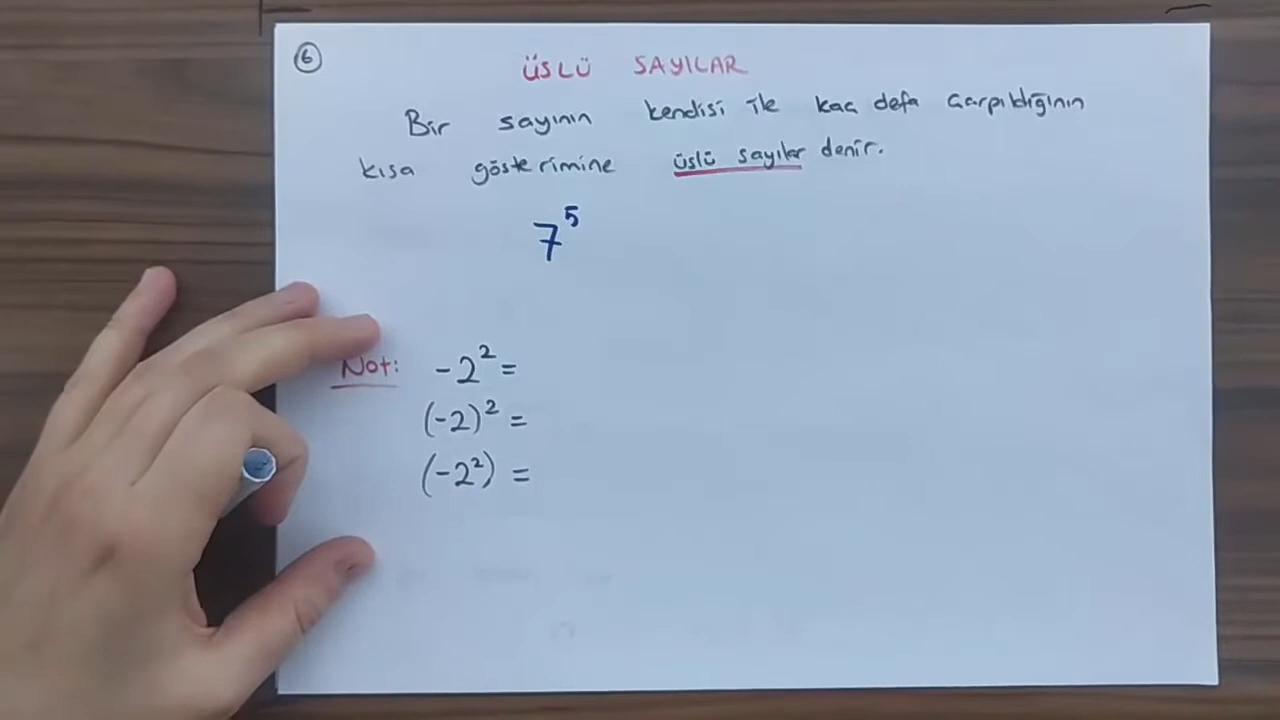 6
ÜSLÜ SAYILAR
Bir sayının kendisi ile kaç defa çarpıldığının
kısa gösterimine üslü sayılar denir.
7⁵
Not: -2² =
(-2)² =
(-2²) =